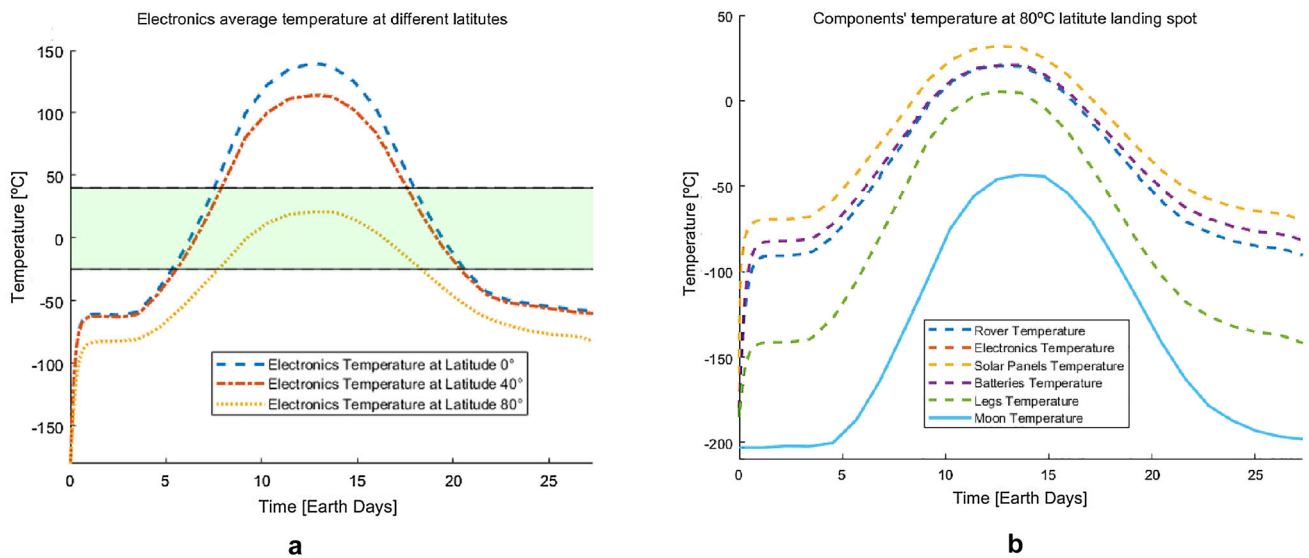 Electronics average temperature at different latitutes
150
100
50
0
-50
-100
-150
Temperature [ºC]
Electronics Temperature at Latitude 0°
Electronics Temperature at Latitude 40°
Electronics Temperature at Latitude 80°
0 5 10 15 20 25
Time [Earth Days]
a
Components' temperature at 80ºC latitute landing spot
50
0
-50
-100
-150
-200
Temperature [ºC]
Rover Temperature
Electronics Temperature
Solar Panels Temperature
Batteries Temperature
Legs Temperature
Moon Temperature
0 5 10 15 20 25
Time [Earth Days]
b